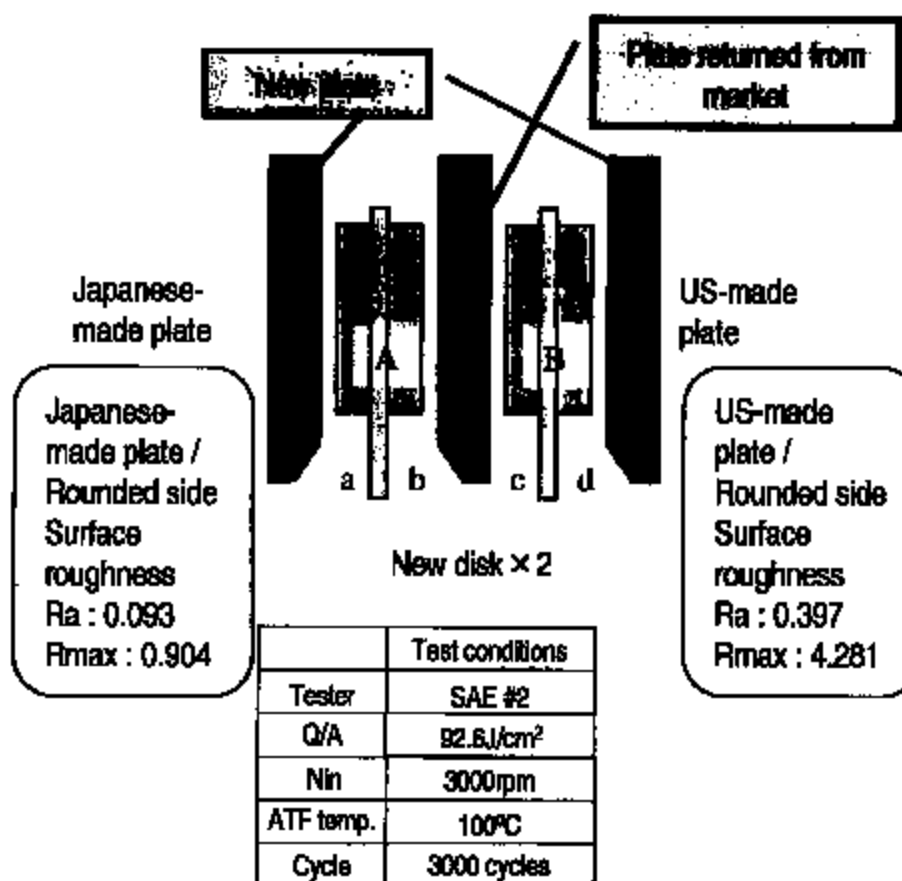 New plate
Plate returned from
market
Japanese-
made plate
US-made
plate
A
B
a
b
c
d
Japanese-
made plate /
Rounded side
Surface
roughness
Ra : 0.093
Rmax : 0.904
US-made
plate /
Rounded side
Surface
roughness
Ra : 0.397
Rmax : 4.281
New disk × 2
Test conditions
Tester SAE #2
Q/A 92.6J/cm²
Nin 3000rpm
ATF temp. 100ºC
Cycle 3000 cycles